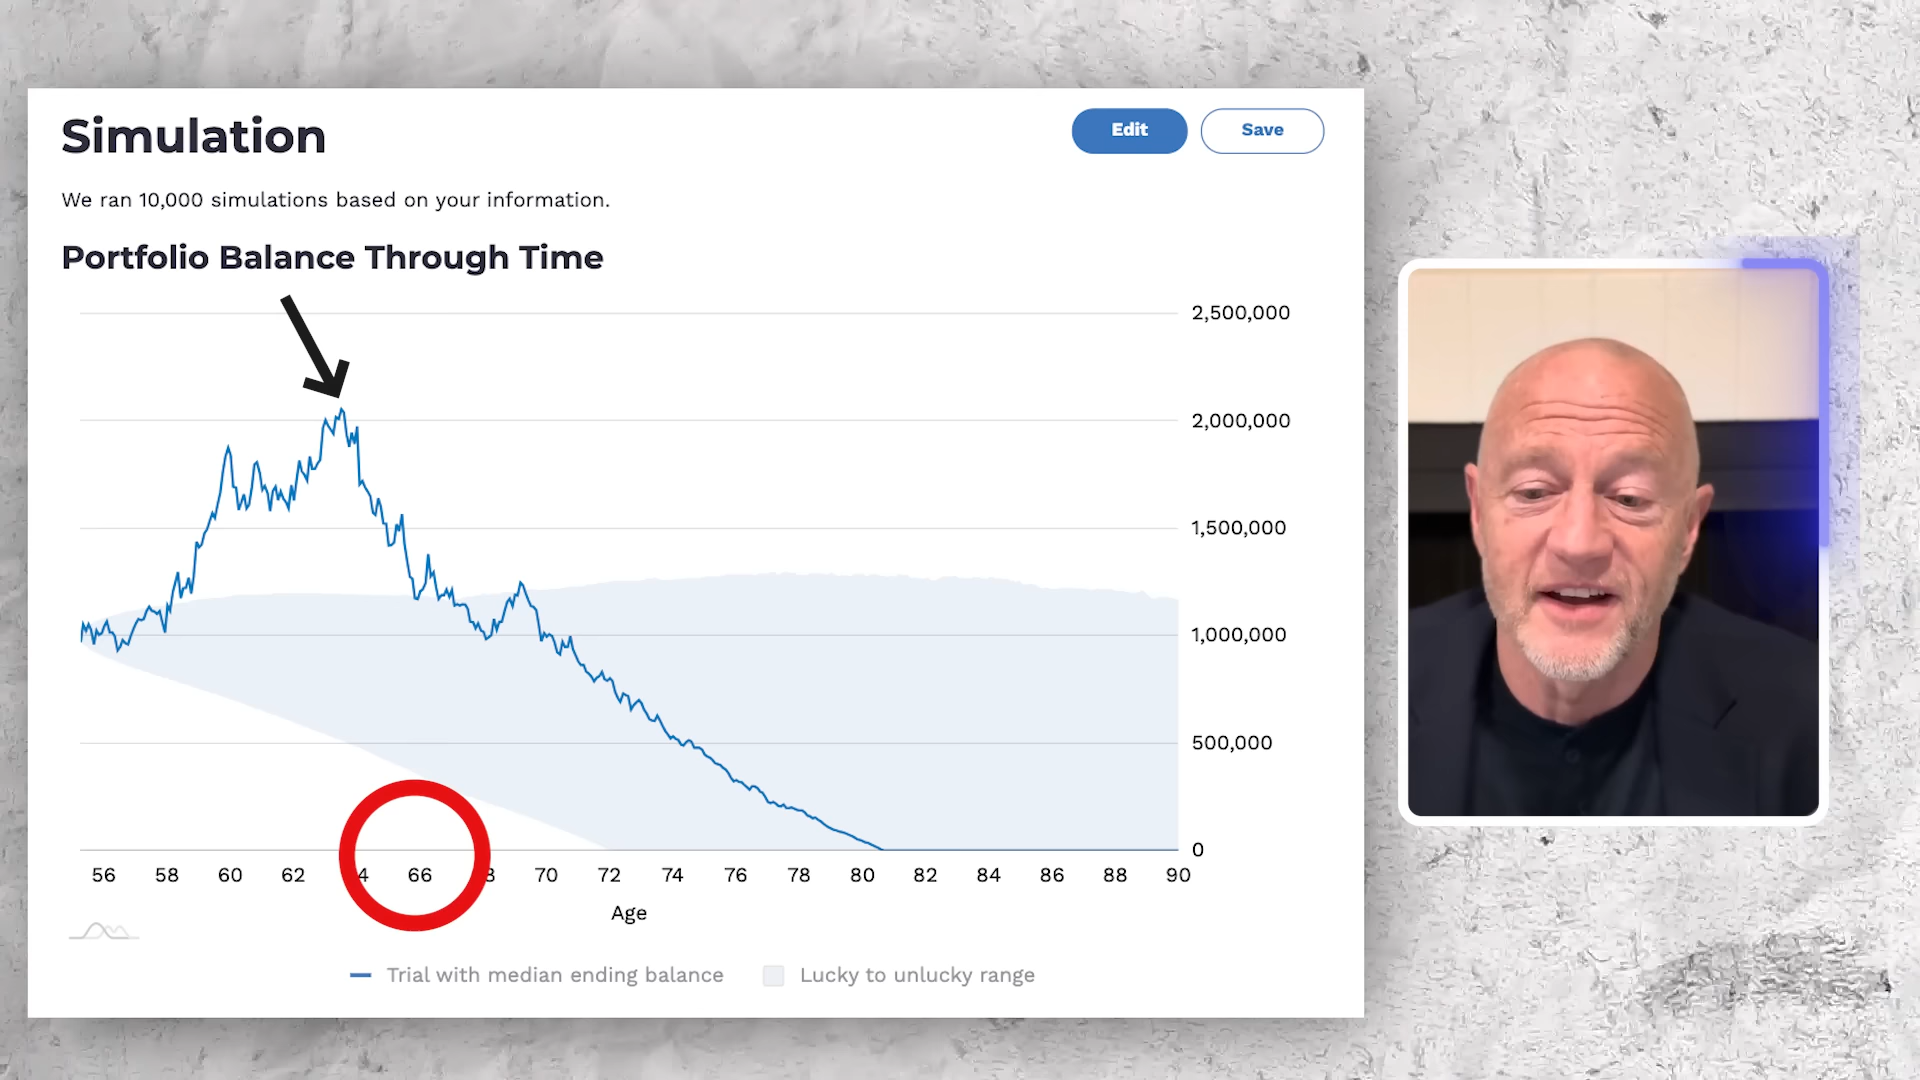 Simulation
Edit
Save
We ran 10,000 simulations based on your information.
Portfolio Balance Through Time
2,500,000
2,000,000
1,500,000
1,000,000
500,000
0
56 58 60 62 4 66 8 70 72 74 76 78 80 82 84 86 88 90
Age
Trial with median ending balance
Lucky to unlucky range